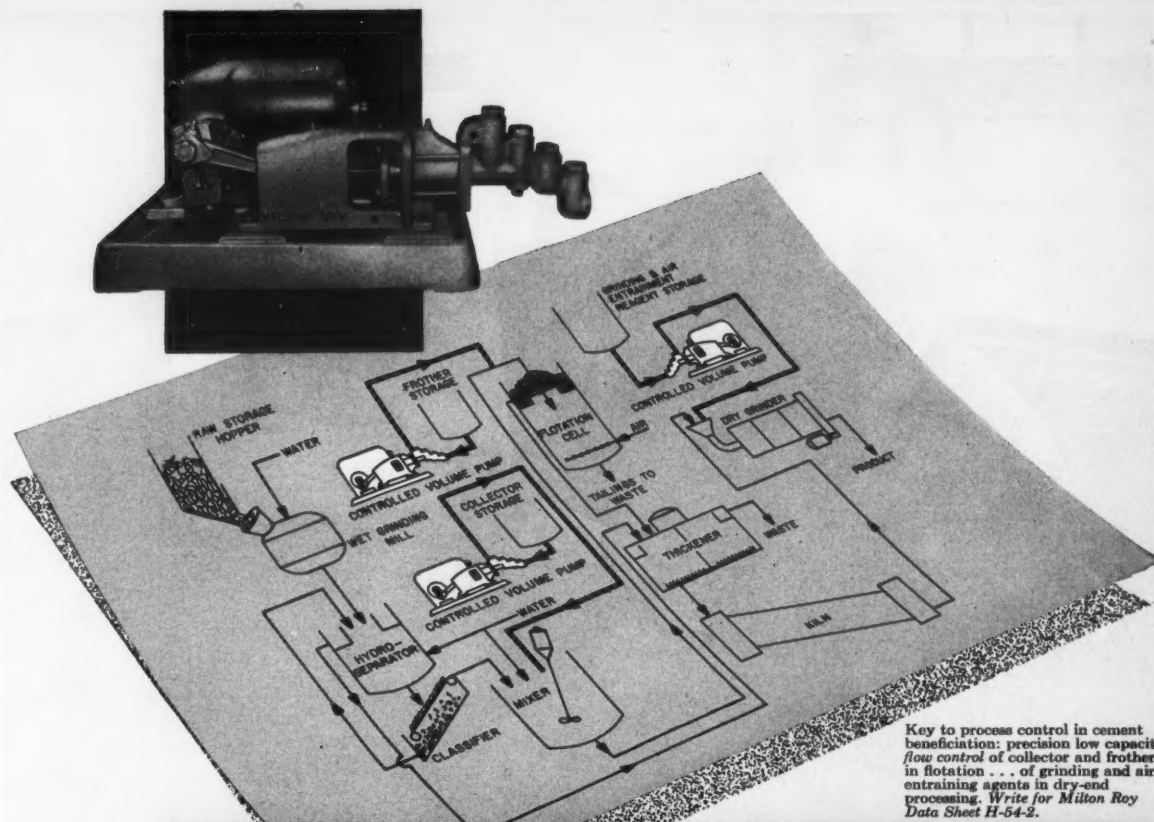 GRINDING & AIR
ENTRAINMENT
REAGENT STORAGE
CONTROLLED VOLUME PUMP
FROTHER
STORAGE
CONTROLLED VOLUME PUMP
FLOTATION
CELL
AIR
DRY GRINDER
PRODUCT
RAW STORAGE
HOPPER
WATER
WET GRINDING
MILL
COLLECTOR
STORAGE
CONTROLLED VOLUME PUMP
TAILINGS TO
WASTE
THICKENER
WASTE
KILN
WATER
HYDRO-
SEPARATOR
MIXER
CLASSIFIER
Key to process control in cement
beneficiation: precision low capacit
flow control of collector and frother
in flotation . . . of grinding and air
entraining agents in dry-end
processing. Write for Milton Roy
Data Sheet H-54-2.